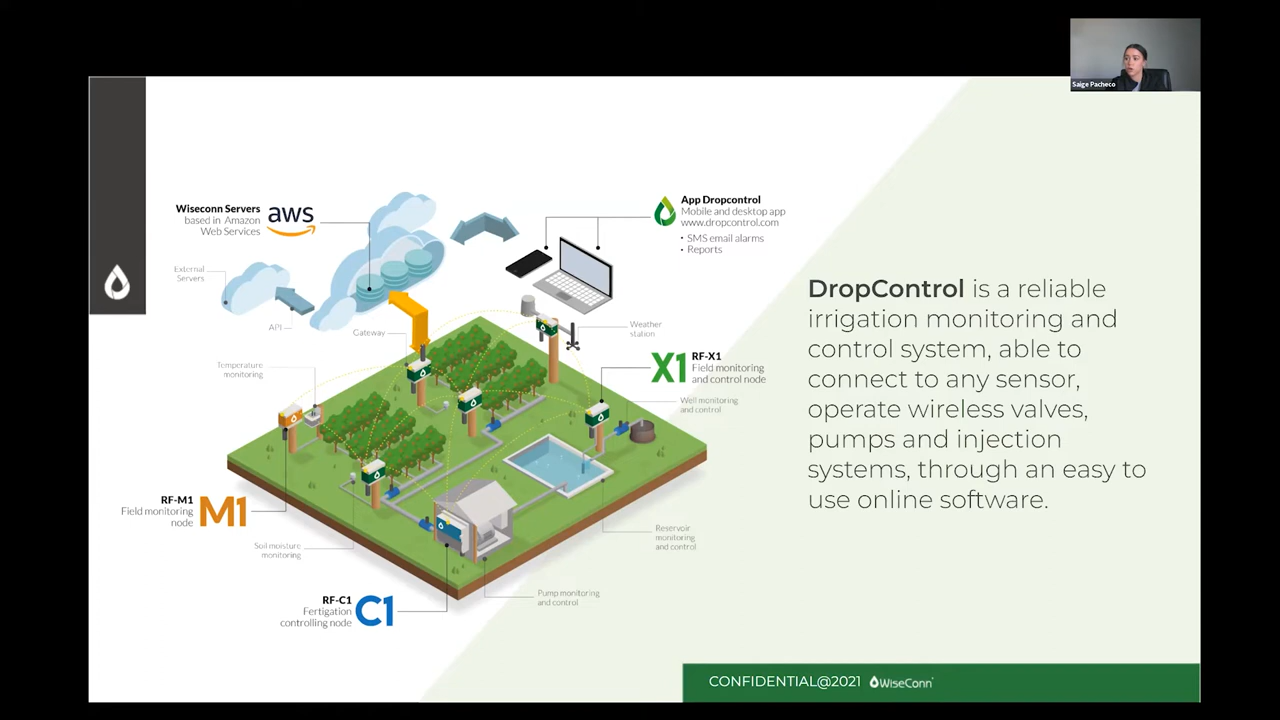 Saige Pacheco
Wiseconn Servers
based in Amazon
Web Services
aws
App Dropcontrol
Mobile and desktop app
www.dropcontrol.com
• SMS email alarms
• Reports
External
Servers
API
Gateway
Weather
station
Temperature
monitoring
X1
RF-X1
Field monitoring
and control node
Well monitoring
and control
RF-M1
Field monitoring
node
M1
Soil moisture
monitoring
Reservoir
monitoring
and control
RF-C1
Fertigation
controlling node
C1
Pump monitoring
and control
DropControl is a reliable
irrigation monitoring and
control system, able to
connect to any sensor,
operate wireless valves,
pumps and injection
systems, through an easy to
use online software.
CONFIDENTIAL@2021
WiseConn